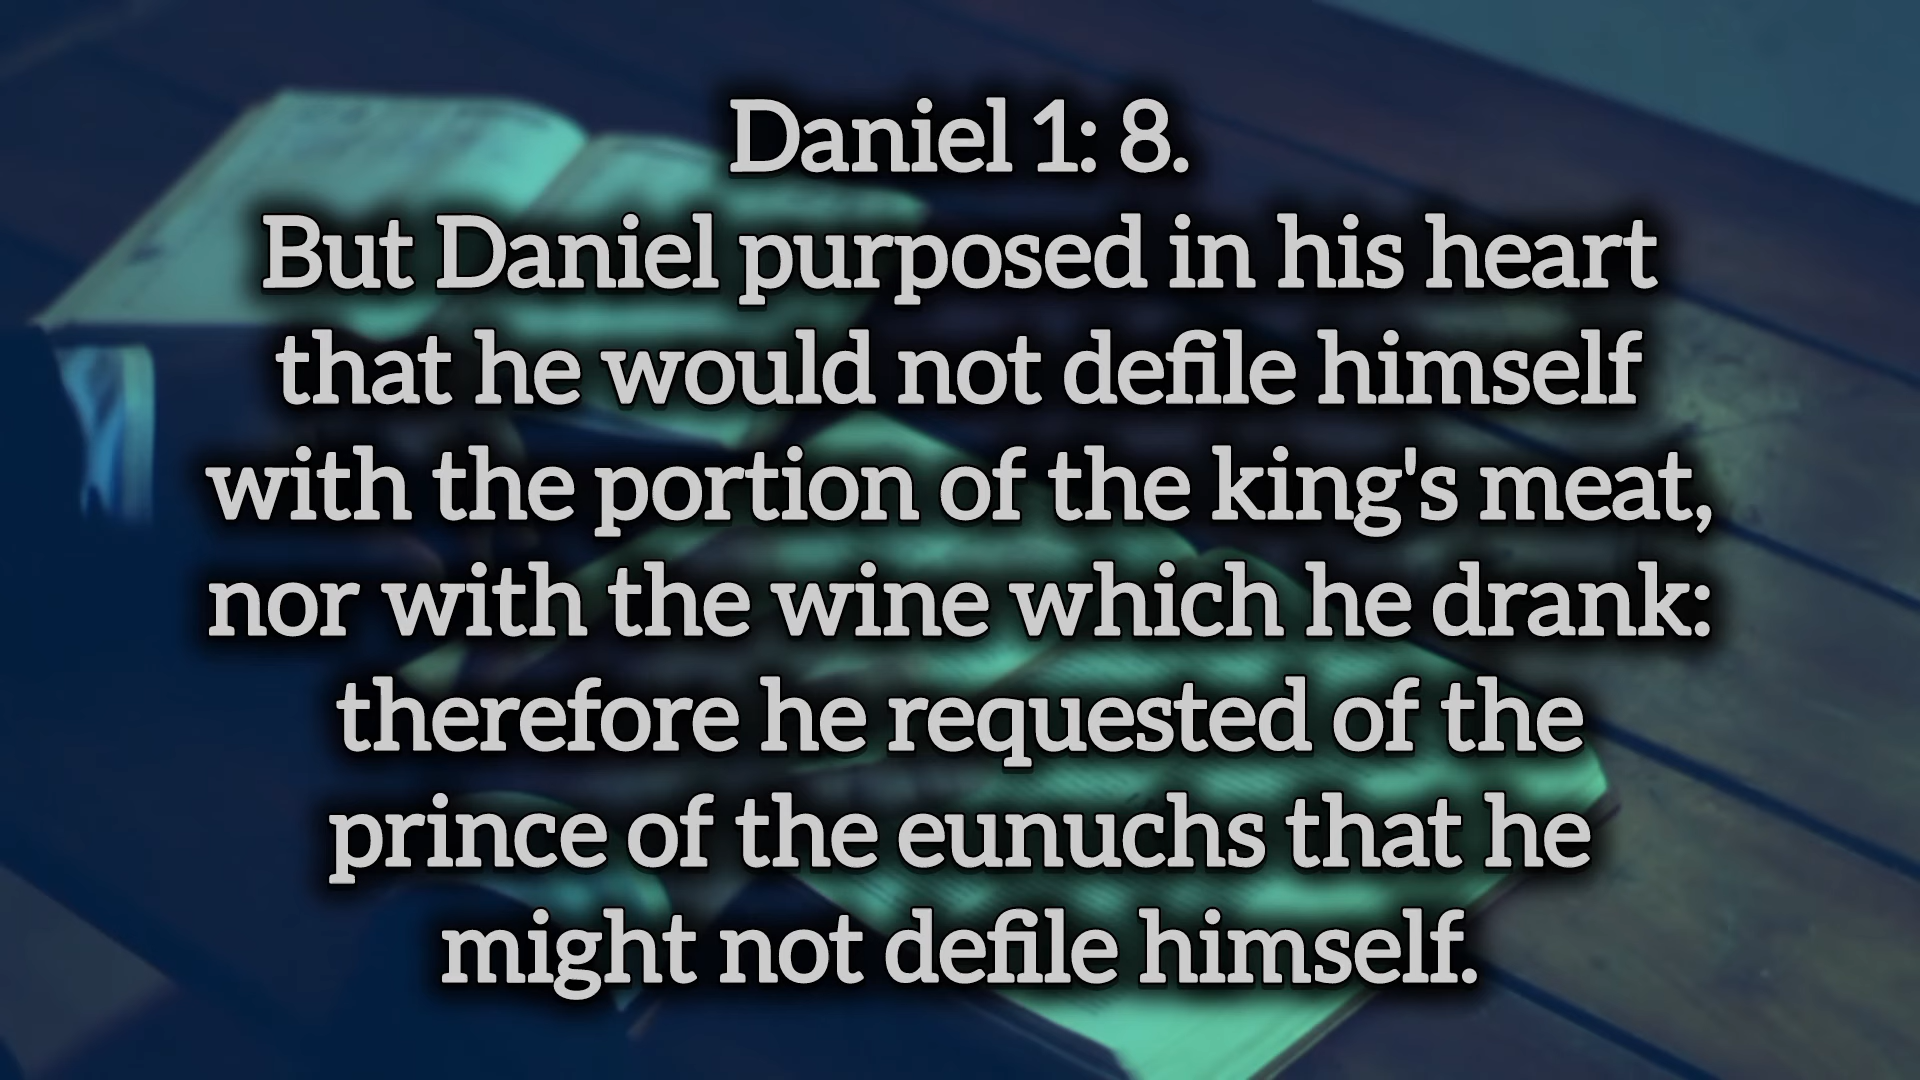 Daniel 1: 8.
But Daniel purposed in his heart
that he would not defile himself
with the portion of the king's meat,
nor with the wine which he drank:
therefore he requested of the
prince of the eunuchs that he
might not defile himself.